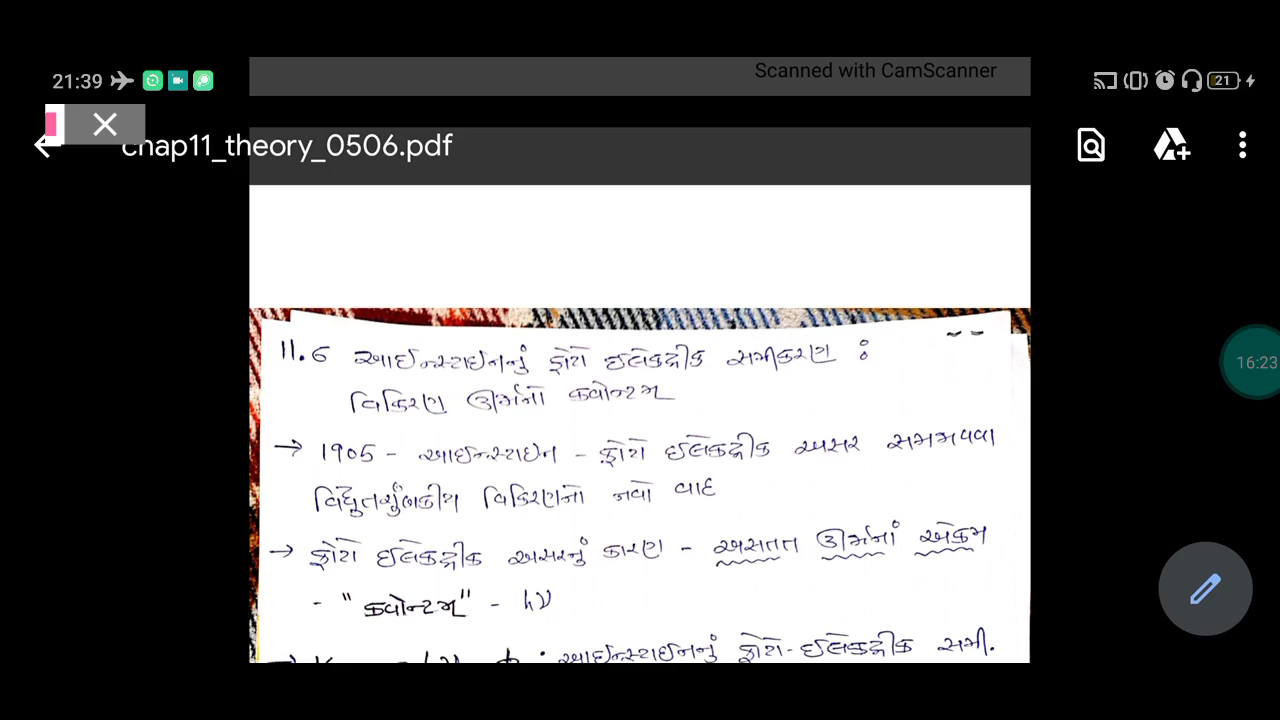 Scanned with CamScanner
21:39
21
chap11_theory_0506.pdf
16:23
11.6 આઈન્સ્ટાઈનનું ફોટો ઈલેક્ટ્રીક સમીકરણ :
વિકિરણ ઊર્જાનો ક્વોન્ટમ
→ 1905 - આઈન્સ્ટાઈન - ફોટો ઈલેક્ટ્રીક અસર સમજાવવા
વિદ્યુતચુંબકીય વિકિરણનો નવો વાદ
→ ફોટો ઈલેક્ટ્રીક અસરનું કારણ - અસતત ઊર્જાનાં એકમ
- "ક્વોન્ટમ" - hν
: આઈન્સ્ટાઈનનું ફોટો-ઈલેક્ટ્રીક સમી.